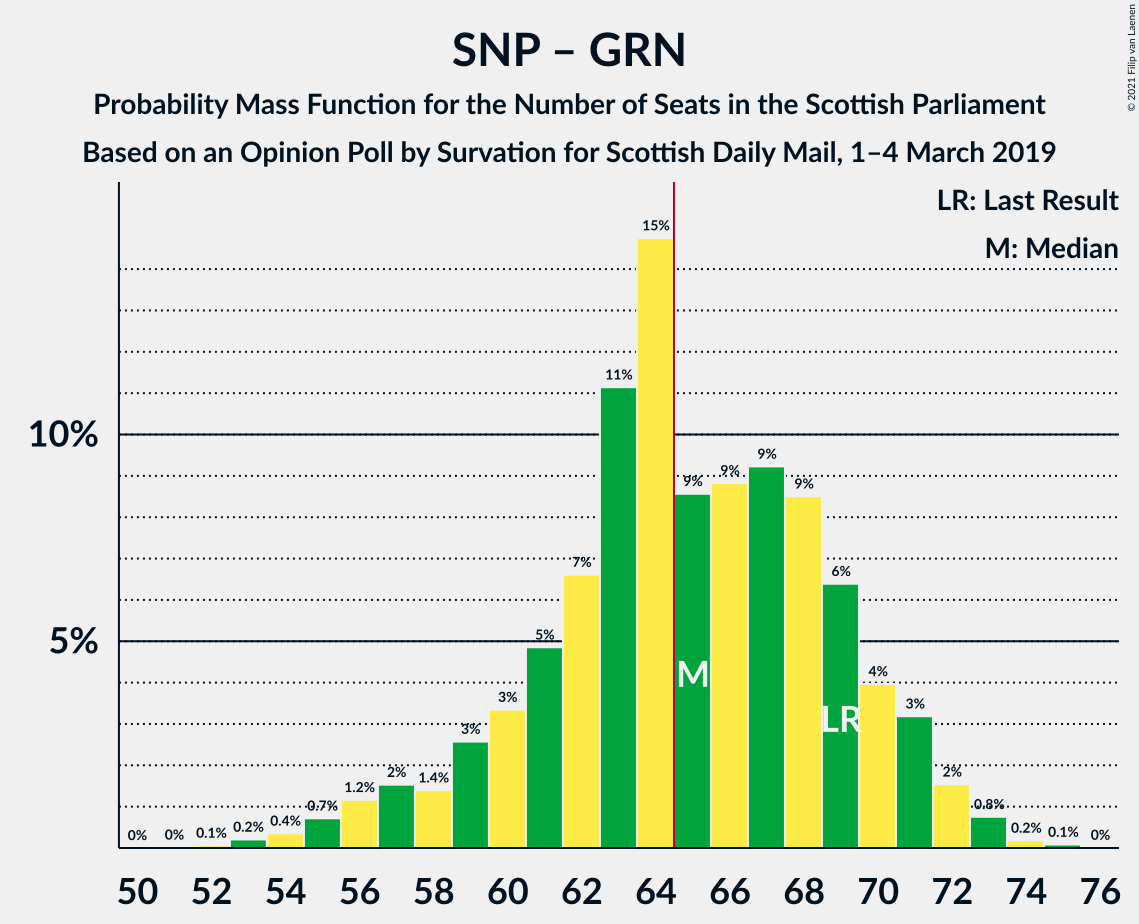 SNP – GRN
Probability Mass Function for the Number of Seats in the Scottish Parliament
Based on an Opinion Poll by Survation for Scottish Daily Mail, 1–4 March 2019
© 2021 Filip van Laenen
LR: Last Result
M: Median
10%
5%
0% 0% 0.1% 0.2% 0.4% 0.7% 1.2% 2% 1.4% 3% 3% 5% 7% 11% 15% 9% 9% 9% 9% 6% 4% 3% 2% 0.8% 0.2% 0.1% 0%
M
LR
50 52 54 56 58 60 62 64 66 68 70 72 74 76